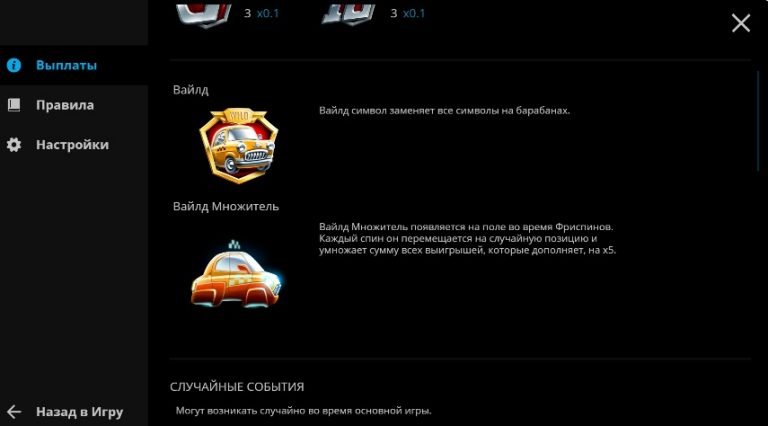 3 x0.1 3 x0.1
Выплаты
Правила
Настройки
Вайлд
WILD
Вайлд символ заменяет все символы на барабанах.
Вайлд Множитель
Вайлд Множитель появляется на поле во время Фриспинов.
Каждый спин он перемещается на случайную позицию и
умножает сумму всех выигрышей, которые дополняет, на x5.
СЛУЧАЙНЫЕ СОБЫТИЯ
Могут возникать случайно во время основной игры.
Назад в Игру